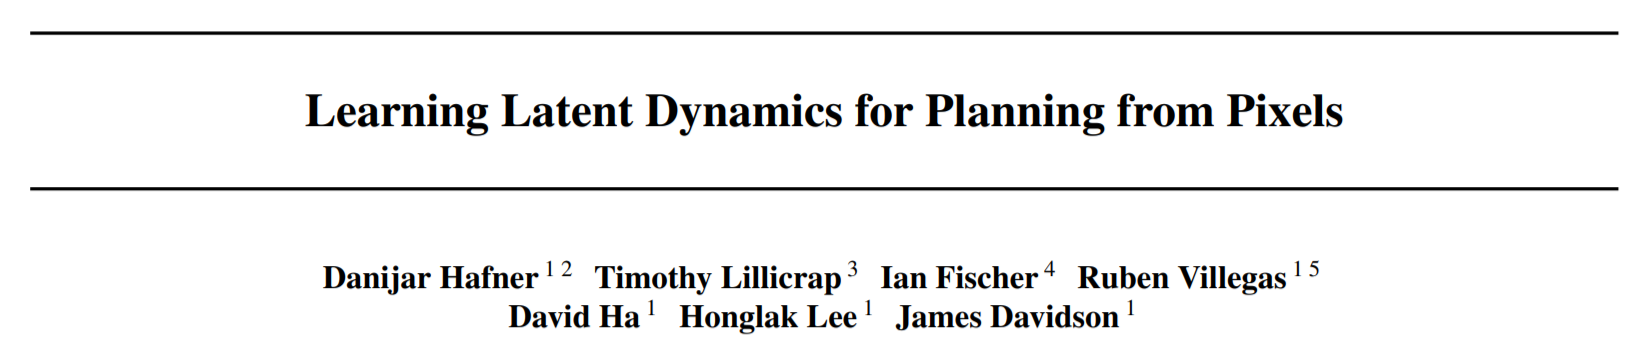 Learning Latent Dynamics for Planning from Pixels
Danijar Hafner 1 2 Timothy Lillicrap 3 Ian Fischer 4 Ruben Villegas 1 5
David Ha 1 Honglak Lee 1 James Davidson 1